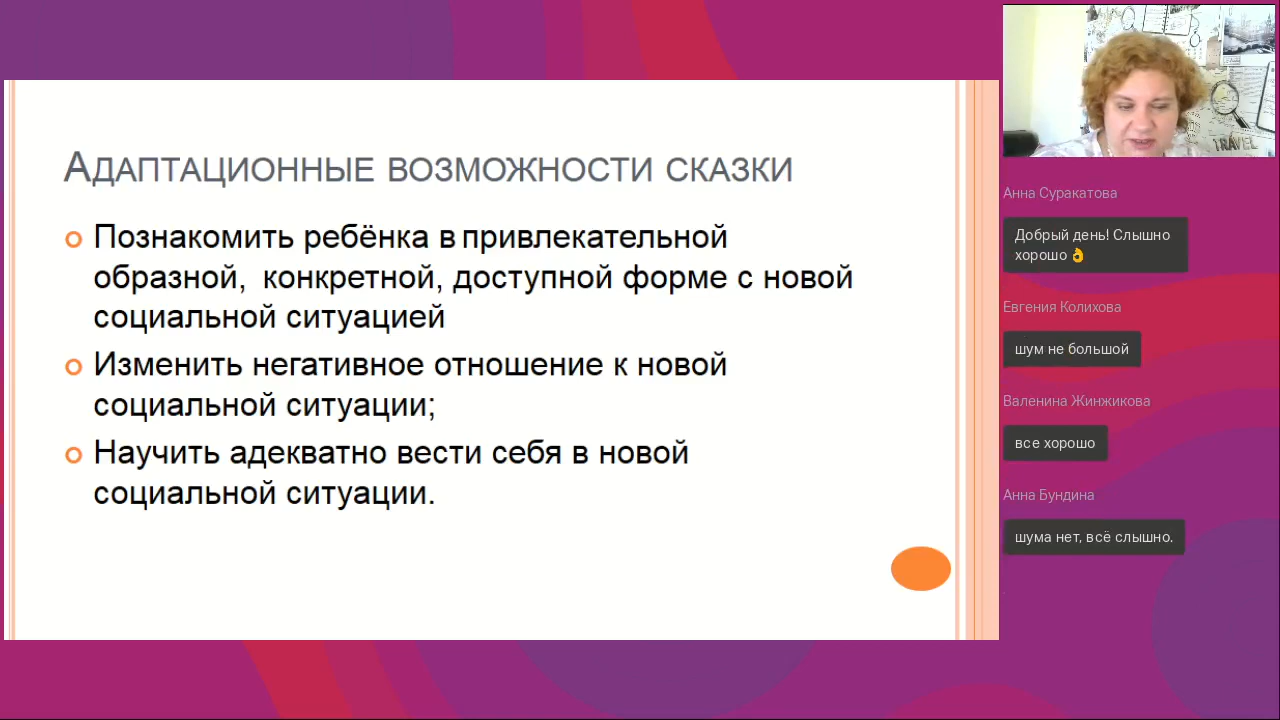 Адаптационные возможности сказки
Познакомить ребёнка в привлекательной
образной, конкретной, доступной форме с новой
социальной ситуацией
Изменить негативное отношение к новой
социальной ситуации;
Научить адекватно вести себя в новой
социальной ситуации.
TRAVEL
Анна Суракатова
Добрый день! Слышно
хорошо 👌
Евгения Колихова
шум не большой
Валенина Жинжикова
все хорошо
Анна Бундина
шума нет, всё слышно.